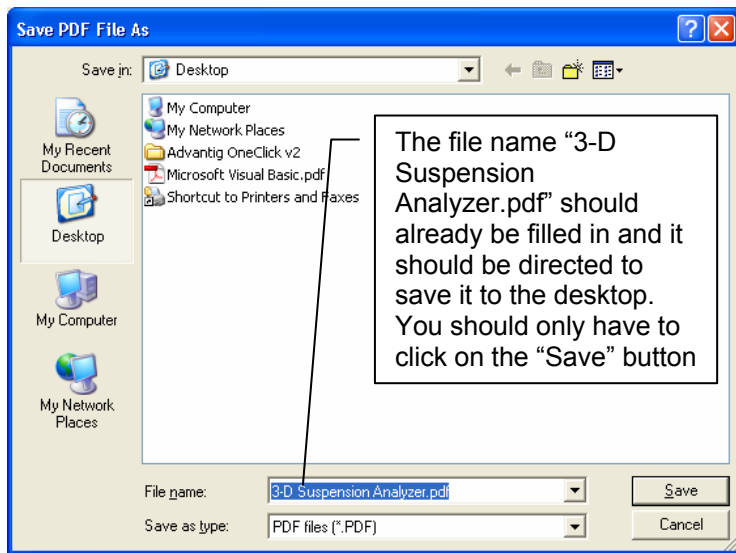 Save PDF File As
Save in:
Desktop
My Recent
Documents
Desktop
My Computer
My Network
Places
My Computer
My Network Places
Advantig OneClick v2
Microsoft Visual Basic.pdf
Shortcut to Printers and Faxes
The file name “3-D
Suspension
Analyzer.pdf” should
already be filled in and it
should be directed to
save it to the desktop.
You should only have to
click on the “Save” button
File name:
3-D Suspension Analyzer.pdf
Save
Save as type:
PDF files (*.PDF)
Cancel